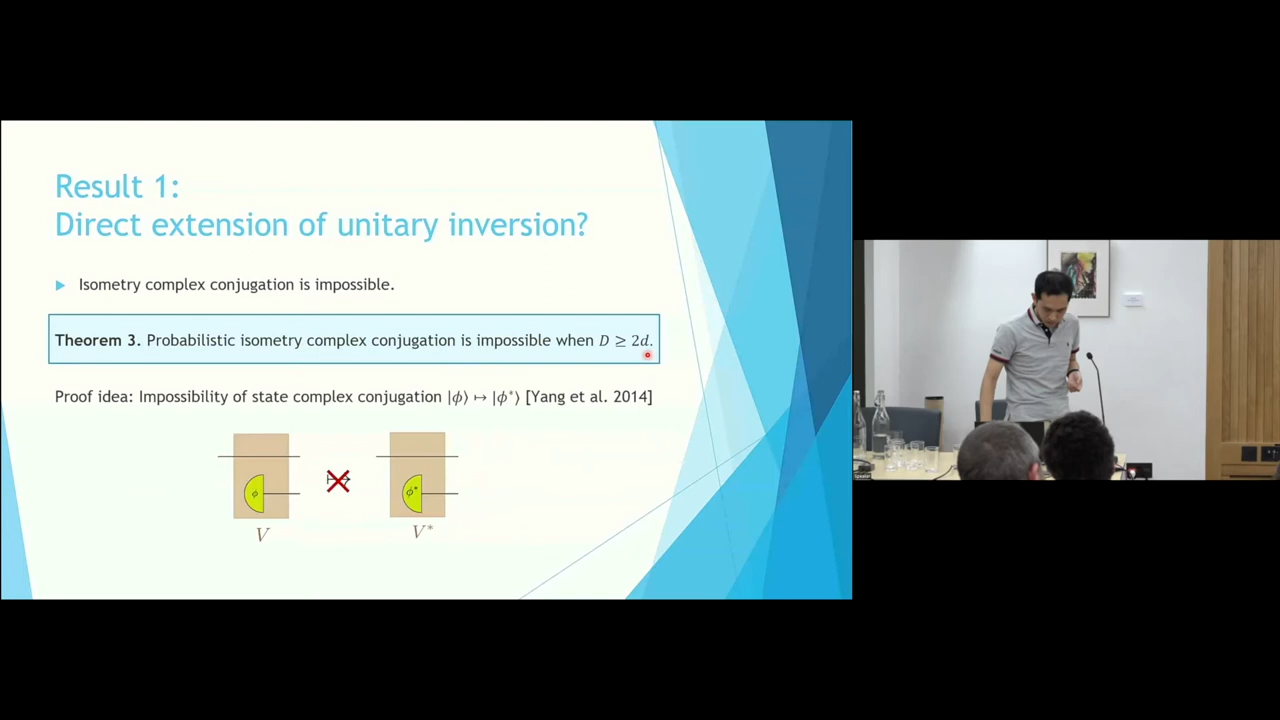 Result 1:
Direct extension of unitary inversion?
Isometry complex conjugation is impossible.
Theorem 3. Probabilistic isometry complex conjugation is impossible when D ≥ 2d.
Proof idea: Impossibility of state complex conjugation |ϕ⟩ ↦ |ϕ*⟩ [Yang et al. 2014]
ϕ ↦ ϕ*
V V*
Speaker